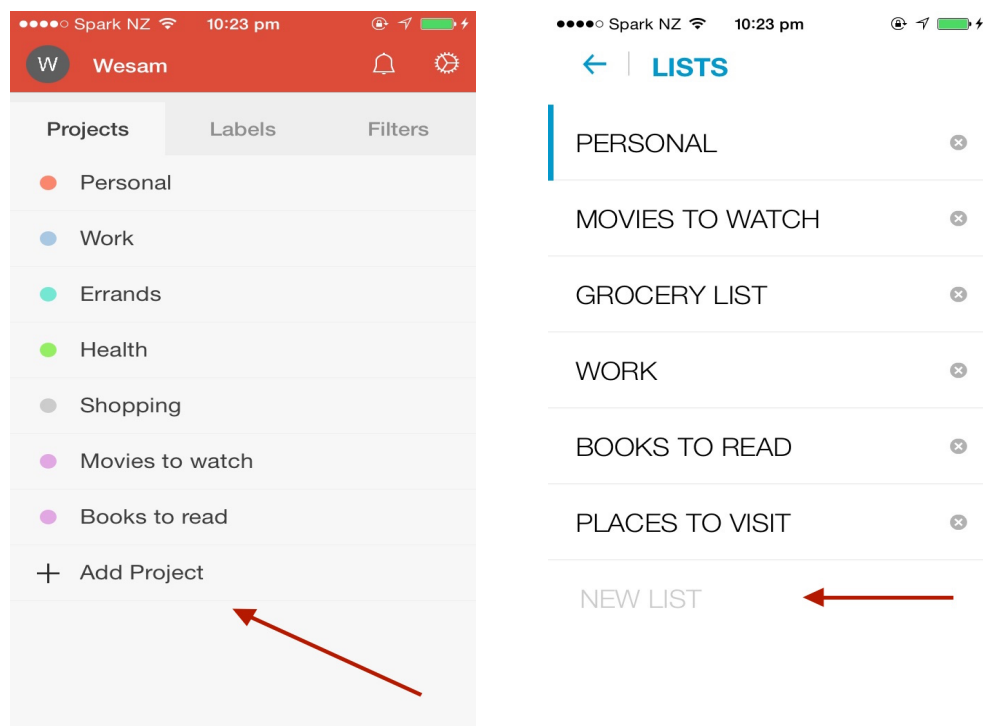 Spark NZ 10:23 pm
W Wesam
Projects Labels Filters
Personal
Work
Errands
Health
Shopping
Movies to watch
Books to read
Add Project
Spark NZ 10:23 pm
LISTS
PERSONAL
MOVIES TO WATCH
GROCERY LIST
WORK
BOOKS TO READ
PLACES TO VISIT
NEW LIST